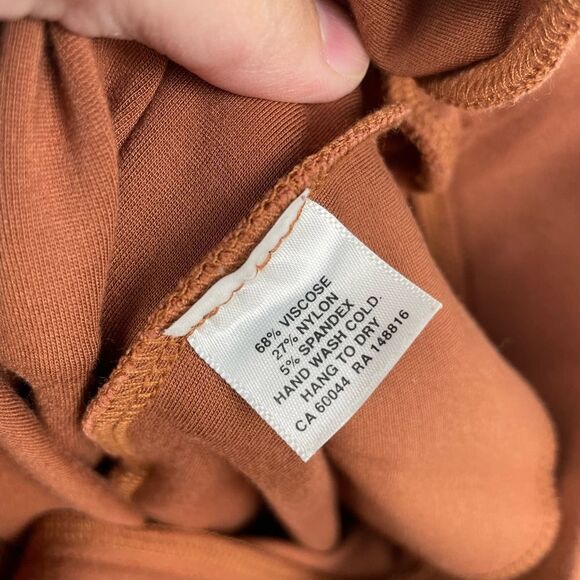 68% VISCOSE
27% NYLON
5% SPANDEX
HAND WASH COLD.
HANG TO DRY.
CA 60044 RA 148816